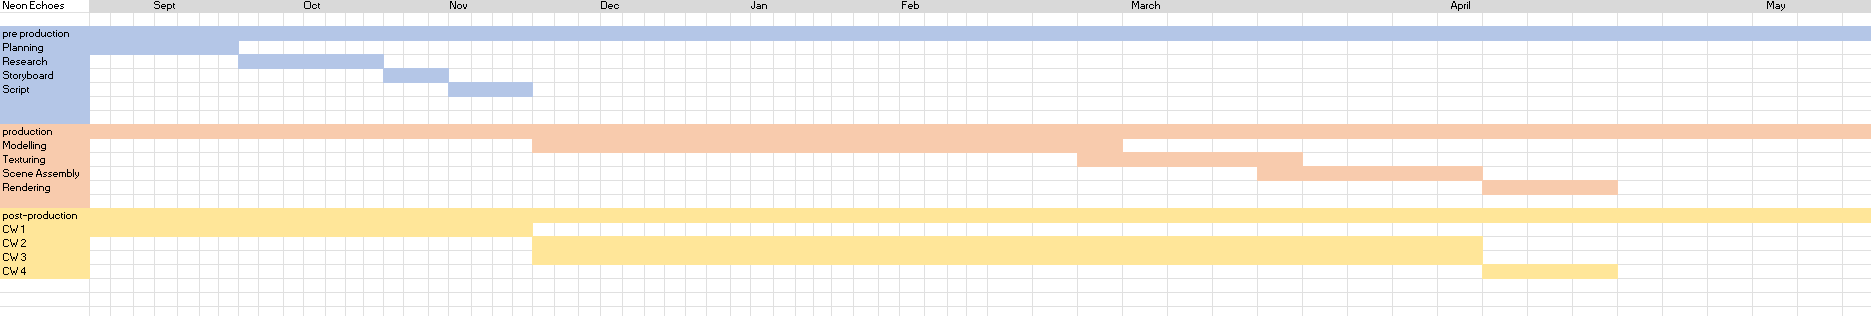 Neon Echoes Sept Oct Nov Dec Jan Feb March April May
pre production
Planning
Research
Storyboard
Script
production
Modelling
Texturing
Scene Assembly
Rendering
post-production
CW 1
CW 2
CW 3
CW 4